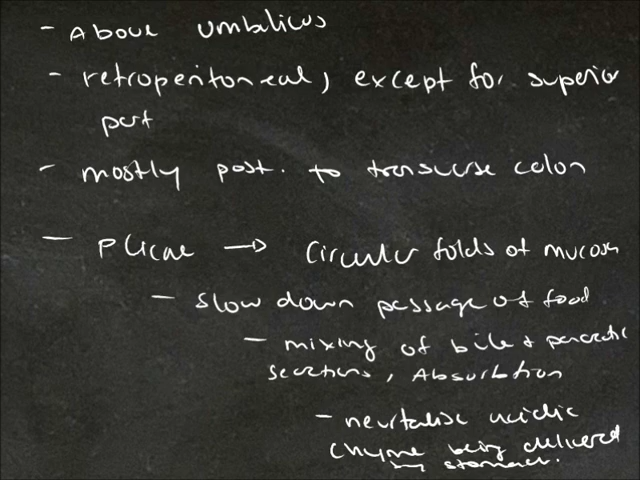 - Above umbilicus
- retroperitoneal, except for superior
part
- mostly post. to transverse colon
- Plicae → Circular folds of mucosa
- slow down passage of food
- mixing of bile + pancreatic
secretions, Absorbtion
- neutralise acidic
chyme being delivered
by stomach.